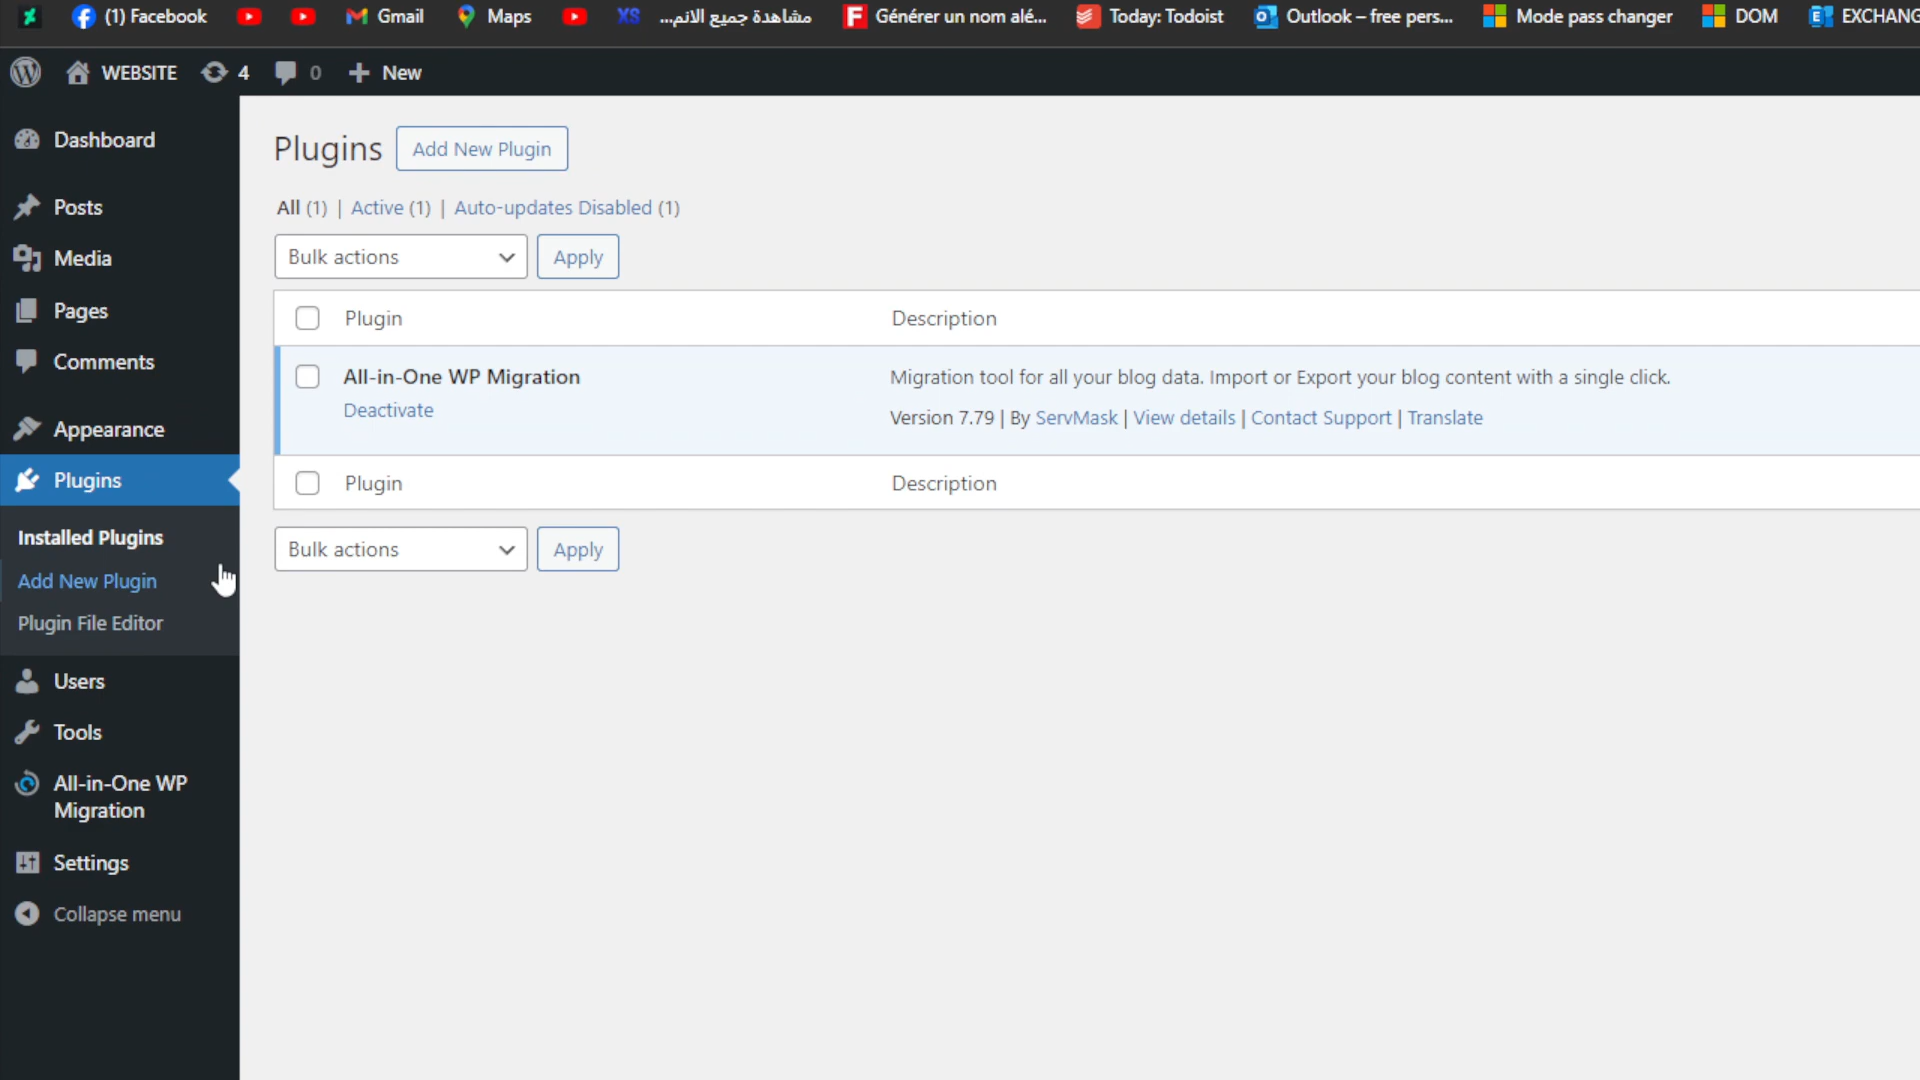 (1) Facebook Gmail Maps XS مشاهدة جميع الانم... F Générer un nom alé... Today: Todoist Outlook – free pers... Mode pass changer DOM EXCHANG
WEBSITE 4 0 New
Dashboard
Posts
Media
Pages
Comments
Appearance
Plugins
Installed Plugins
Add New Plugin
Plugin File Editor
Users
Tools
All-in-One WP
Migration
Settings
Collapse menu
Plugins Add New Plugin
All (1) | Active (1) | Auto-updates Disabled (1)
Bulk actions Apply
Plugin Description
All-in-One WP Migration Migration tool for all your blog data. Import or Export your blog content with a single click.
Deactivate Version 7.79 | By ServMask | View details | Contact Support | Translate
Plugin Description
Bulk actions Apply